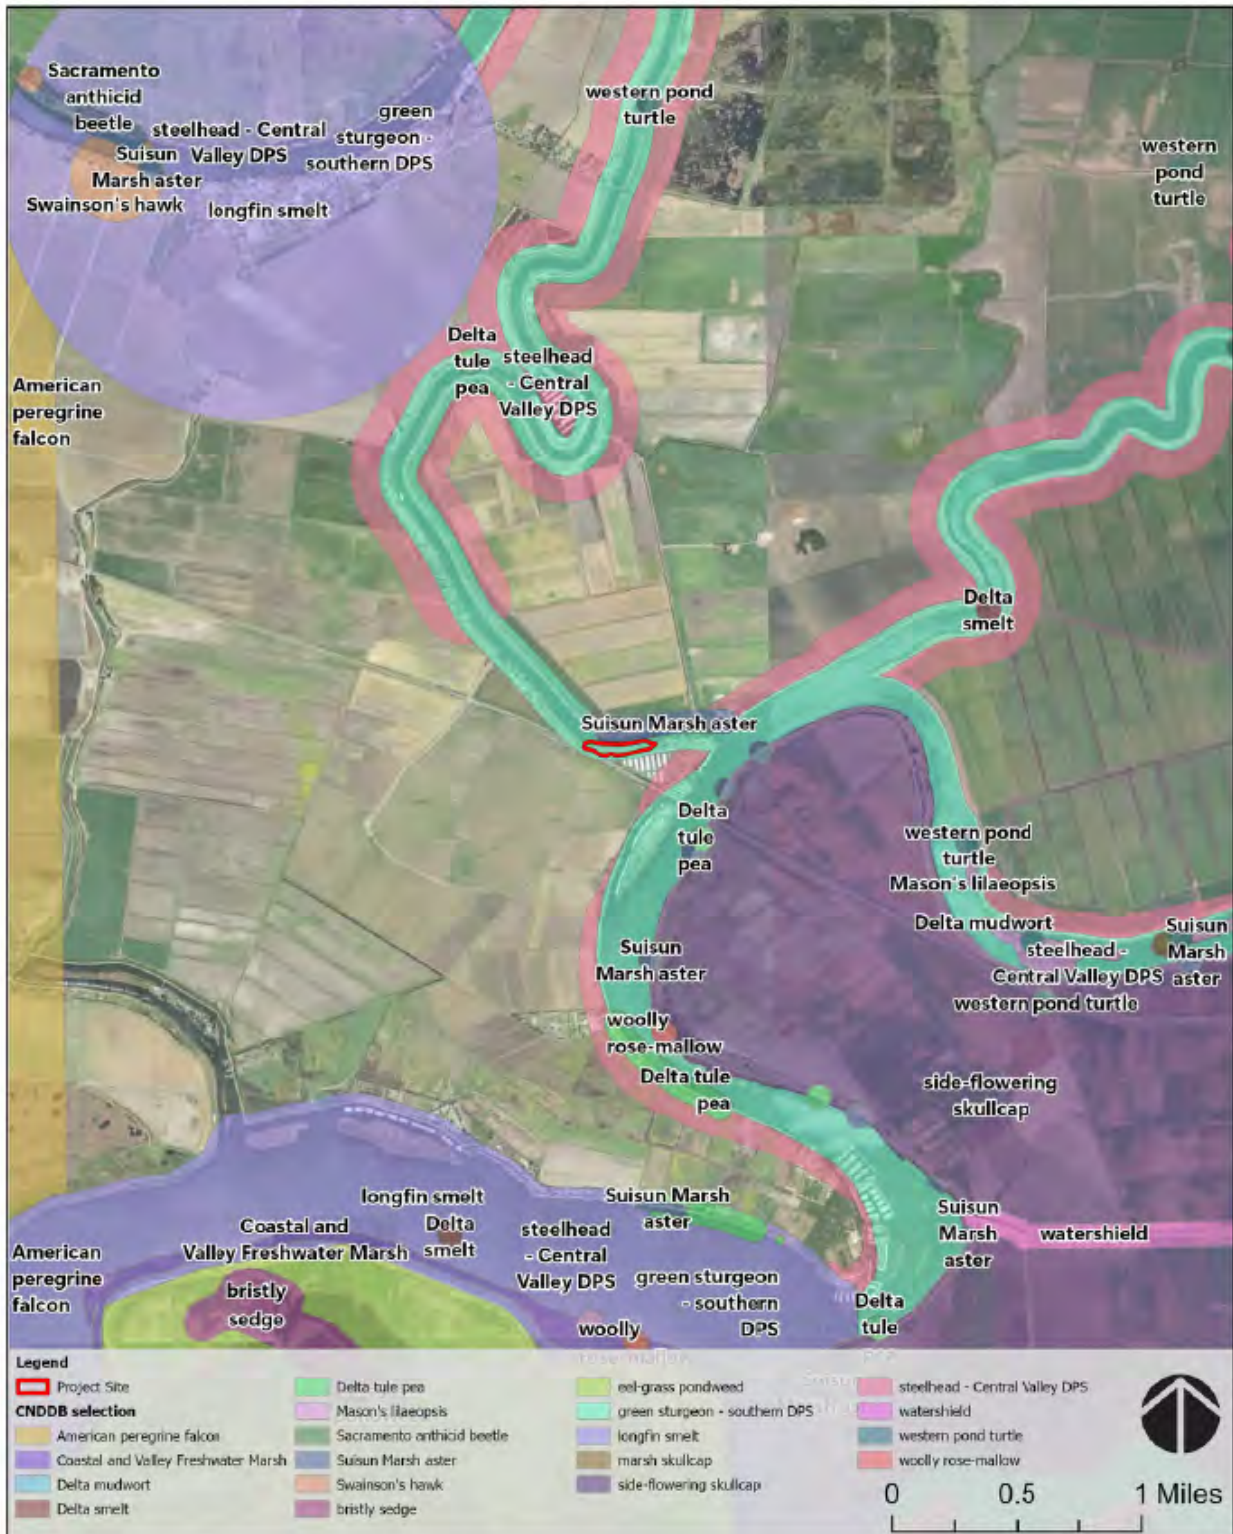 Sacramento
anthicid
beetle
steelhead - Central
Valley DPS
green
sturgeon -
southern DPS
Suisun
Marsh aster
Swainson's hawk
longfin smelt
western pond
turtle
western
pond
turtle
Delta
tule
pea
steelhead
- Central
Valley DPS
American
peregrine
falcon
Delta
smelt
Suisun Marsh aster
Delta
tule
pea
western pond
turtle
Mason's lilaeopsis
Delta mudwort
Suisun
Marsh
aster
steelhead -
Central Valley DPS
western pond turtle
Suisun
Marsh aster
woolly
rose-mallow
Delta tule
pea
side-flowering
skullcap
longfin smelt
Delta
smelt
Suisun Marsh
aster
Coastal and
Valley Freshwater Marsh
steelhead
- Central
Valley DPS
Suisun
Marsh
aster
watershield
American
peregrine
falcon
bristly
sedge
green sturgeon
- southern
DPS
woolly
rose-mallow
Delta
tule
pea
Legend
Project Site
CNDDB selection
American peregrine falcon
Coastal and Valley Freshwater Marsh
Delta mudwort
Delta smelt
Delta tule pea
Mason's lilaeopsis
Sacramento anthicid beetle
Suisun Marsh aster
Swainson's hawk
bristly sedge
eel-grass pondweed
green sturgeon - southern DPS
longfin smelt
marsh skullcap
side-flowering skullcap
steelhead - Central Valley DPS
watershield
western pond turtle
woolly rose-mallow
0 0.5 1 Miles